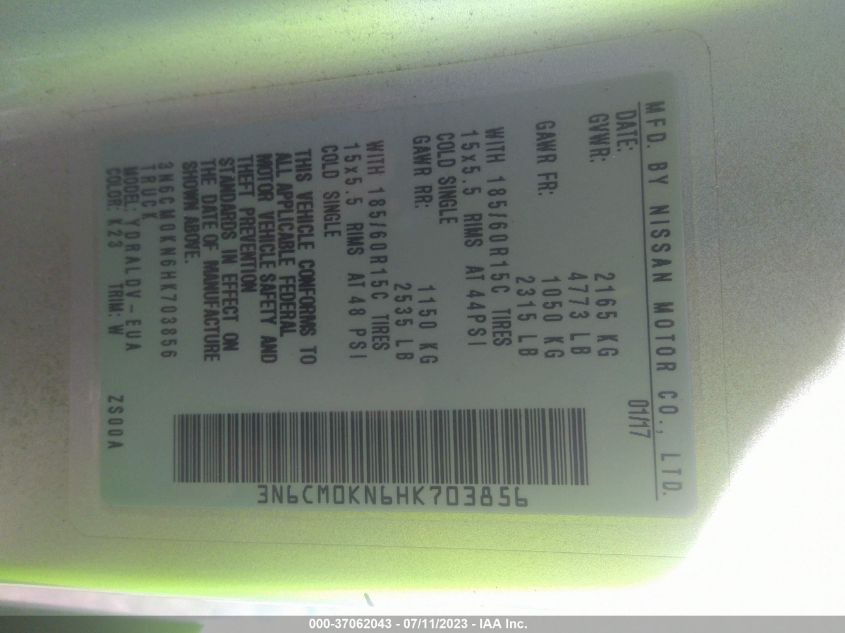 MFD. BY NISSAN MOTOR CO., LTD.
DATE: 01/17
GVWR: 2165 KG
4773 LB
GAWR FR: 1050 KG
2315 LB
WITH 185/60R15C TIRES
15x5.5 RIMS AT 44PSI
COLD SINGLE
GAWR RR: 1150 KG
2535 LB
WITH 185/60R15C TIRES
15x5.5 RIMS AT 48 PSI
COLD SINGLE
THIS VEHICLE CONFORMS TO
ALL APPLICABLE FEDERAL
MOTOR VEHICLE SAFETY AND
THEFT PREVENTION
STANDARDS IN EFFECT ON
THE DATE OF MANUFACTURE
SHOWN ABOVE.
3N6CM0KN6HK703856
TRUCK
MODEL: YDRALDV-EUA
COLOR: K23 TRIM: W ZS00A
3N6CM0KN6HK703856
000-37062043 - 07/11/2023 - IAA Inc.